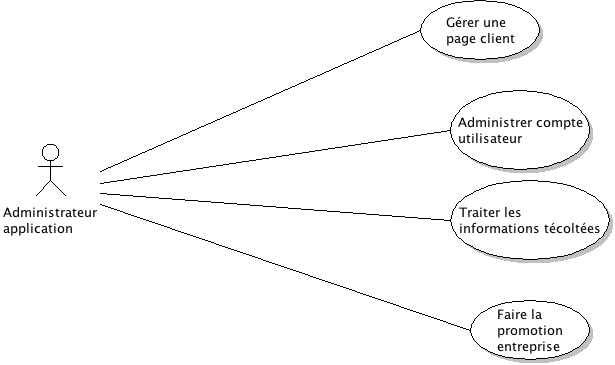 Gérer une
page client
Administrer compte
utilisateur
Administrateur
application
Traiter les
informations técoltées
Faire la
promotion
entreprise